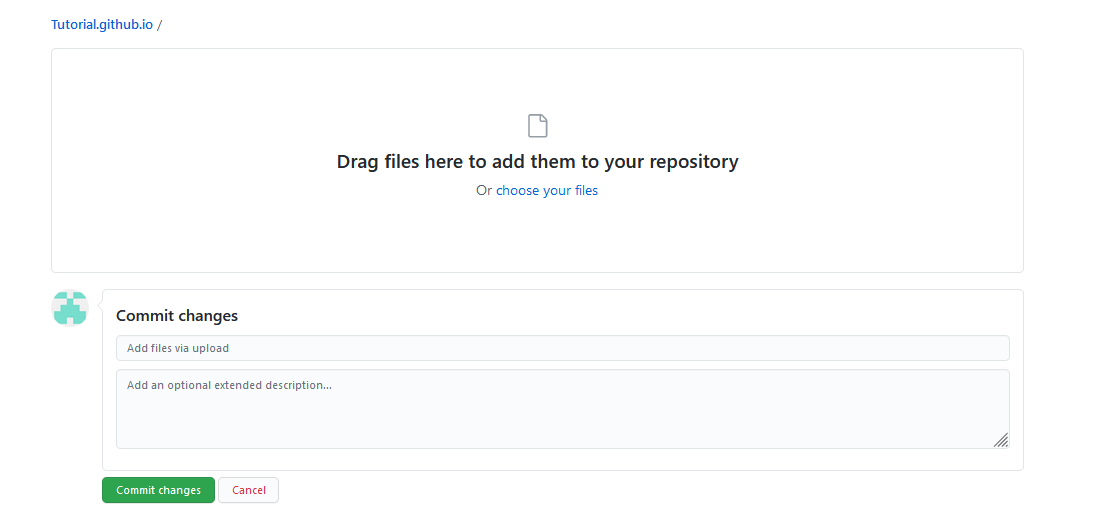 Tutorial.github.io /
Drag files here to add them to your repository
Or choose your files
Commit changes
Add files via upload
Add an optional extended description...
Commit changes
Cancel